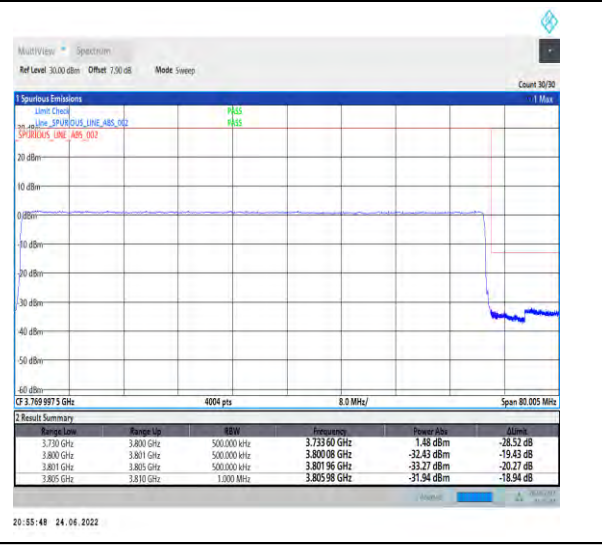 MultiView Spectrum
Ref Level 30.00 dBm Offset 7.90 dB Mode Sweep
Count 30/30
1 Spurious Emissions 1 Max
Limit Check PASS
Line _SPURIOUS_LINE_ABS_002 PASS
_SPURIOUS_LINE_ABS_002
20 dBm
10 dBm
0 dBm
-10 dBm
-20 dBm
-30 dBm
-40 dBm
-50 dBm
-60 dBm
CF 3.769 997 5 GHz 4004 pts 8.0 MHz/ Span 80.005 MHz
2 Result Summary
Range Low Range Up RBW Frequency Power Abs ΔLimit
3.730 GHz 3.800 GHz 500.000 kHz 3.733 60 GHz 1.48 dBm -28.52 dB
3.800 GHz 3.801 GHz 500.000 kHz 3.800 08 GHz -32.43 dBm -19.43 dB
3.801 GHz 3.805 GHz 500.000 kHz 3.801 96 GHz -33.27 dBm -20.27 dB
3.805 GHz 3.810 GHz 1.000 MHz 3.805 98 GHz -31.94 dBm -18.94 dB
20:55:48 24.06.2022